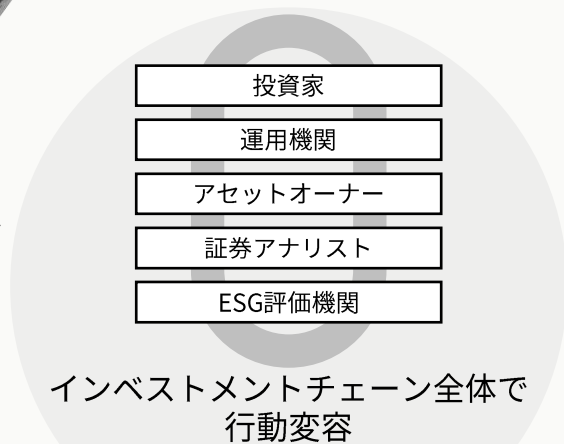 投資家
運用機関
アセットオーナー
証券アナリスト
ESG評価機関
インベストメントチェーン全体で
行動変容